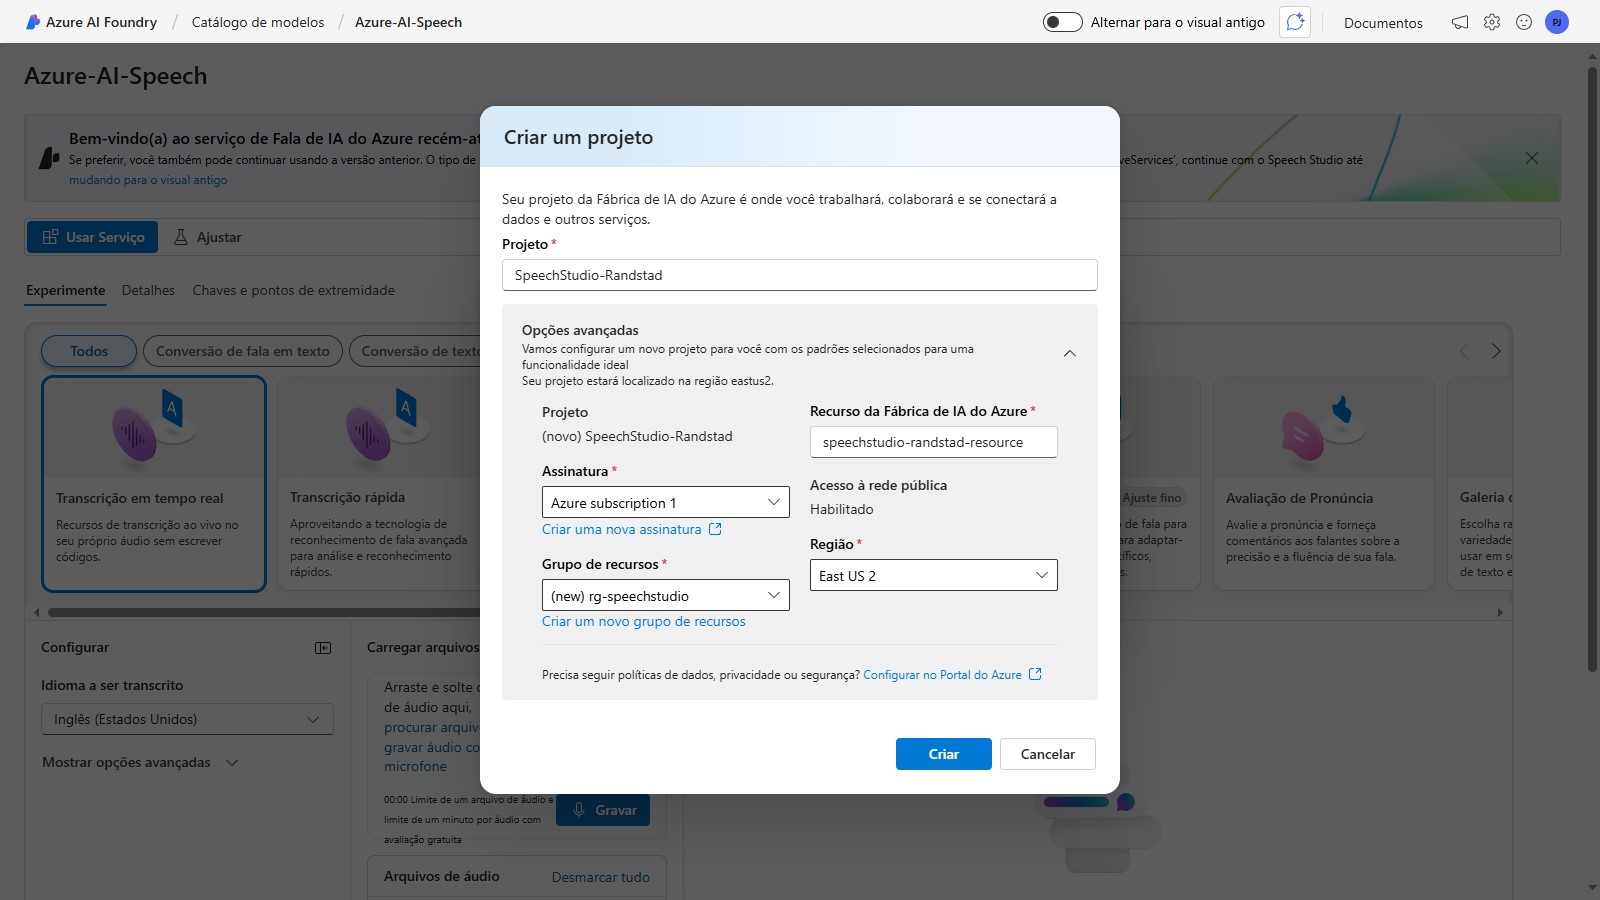 Azure AI Foundry / Catálogo de modelos / Azure-AI-Speech
Alternar para o visual antigo
Documentos
PJ
Azure-AI-Speech
Bem-vindo(a) ao serviço de Fala de IA do Azure
Se preferir, você também pode continuar usando a versão anterior. O tipo de
continue com o Speech Studio até
mudando para o visual antigo
Usar Serviço
Ajustar
Experimente
Detalhes
Chaves e pontos de extremidade
Todos
Conversão de fala em texto
Conversão de texto
Transcrição em tempo real
Recursos de transcrição ao vivo no
seu próprio áudio sem escrever
códigos.
Transcrição rápida
Aproveitando a tecnologia de
reconhecimento de fala avançada
para análise e reconhecimento
rápidos.
Ajuste fino
de fala para
Avaliação de Pronúncia
Avalie a pronúncia e forneça
comentários aos falantes sobre a
precisão e a fluência de sua fala.
Galeria
Escolha
variedade
usar em
de texto
Configurar
Idioma a ser transcrito
Inglês (Estados Unidos)
Mostrar opções avançadas
Carregar arquivos
Arraste e solte
de áudio aqui,
procurar
gravar áudio
microfone
00:00 Limite de um arquivo de áudio e
limite de um minuto por áudio com
avaliação gratuita
Gravar
Arquivos de áudio
Desmarcar tudo
Criar um projeto
Seu projeto da Fábrica de IA do Azure é onde você trabalhará, colaborará e se conectará a
dados e outros serviços.
Projeto *
SpeechStudio-Randstad
Opções avançadas
Vamos configurar um novo projeto para você com os padrões selecionados para uma
funcionalidade ideal
Seu projeto estará localizado na região eastus2.
Projeto
(novo) SpeechStudio-Randstad
Assinatura *
Azure subscription 1
Criar uma nova assinatura
Grupo de recursos *
(new) rg-speechstudio
Criar um novo grupo de recursos
Recurso da Fábrica de IA do Azure *
speechstudio-randstad-resource
Acesso à rede pública
Habilitado
Região *
East US 2
Precisa seguir políticas de dados, privacidade ou segurança? Configurar no Portal do Azure
Criar
Cancelar